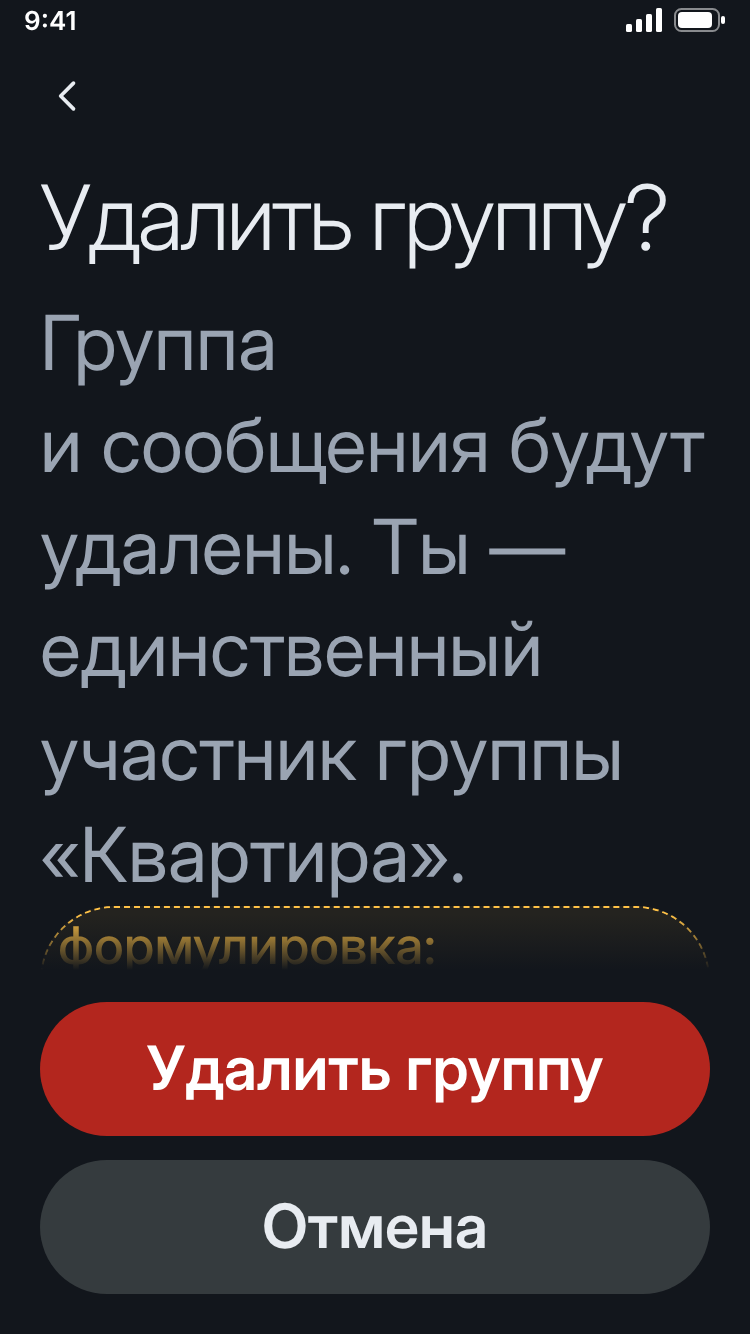 9:41
Удалить группу?
Группа
и сообщения будут
удалены. Ты —
единственный
участник группы
«Квартира».
формулировка:
Удалить группу
Отмена